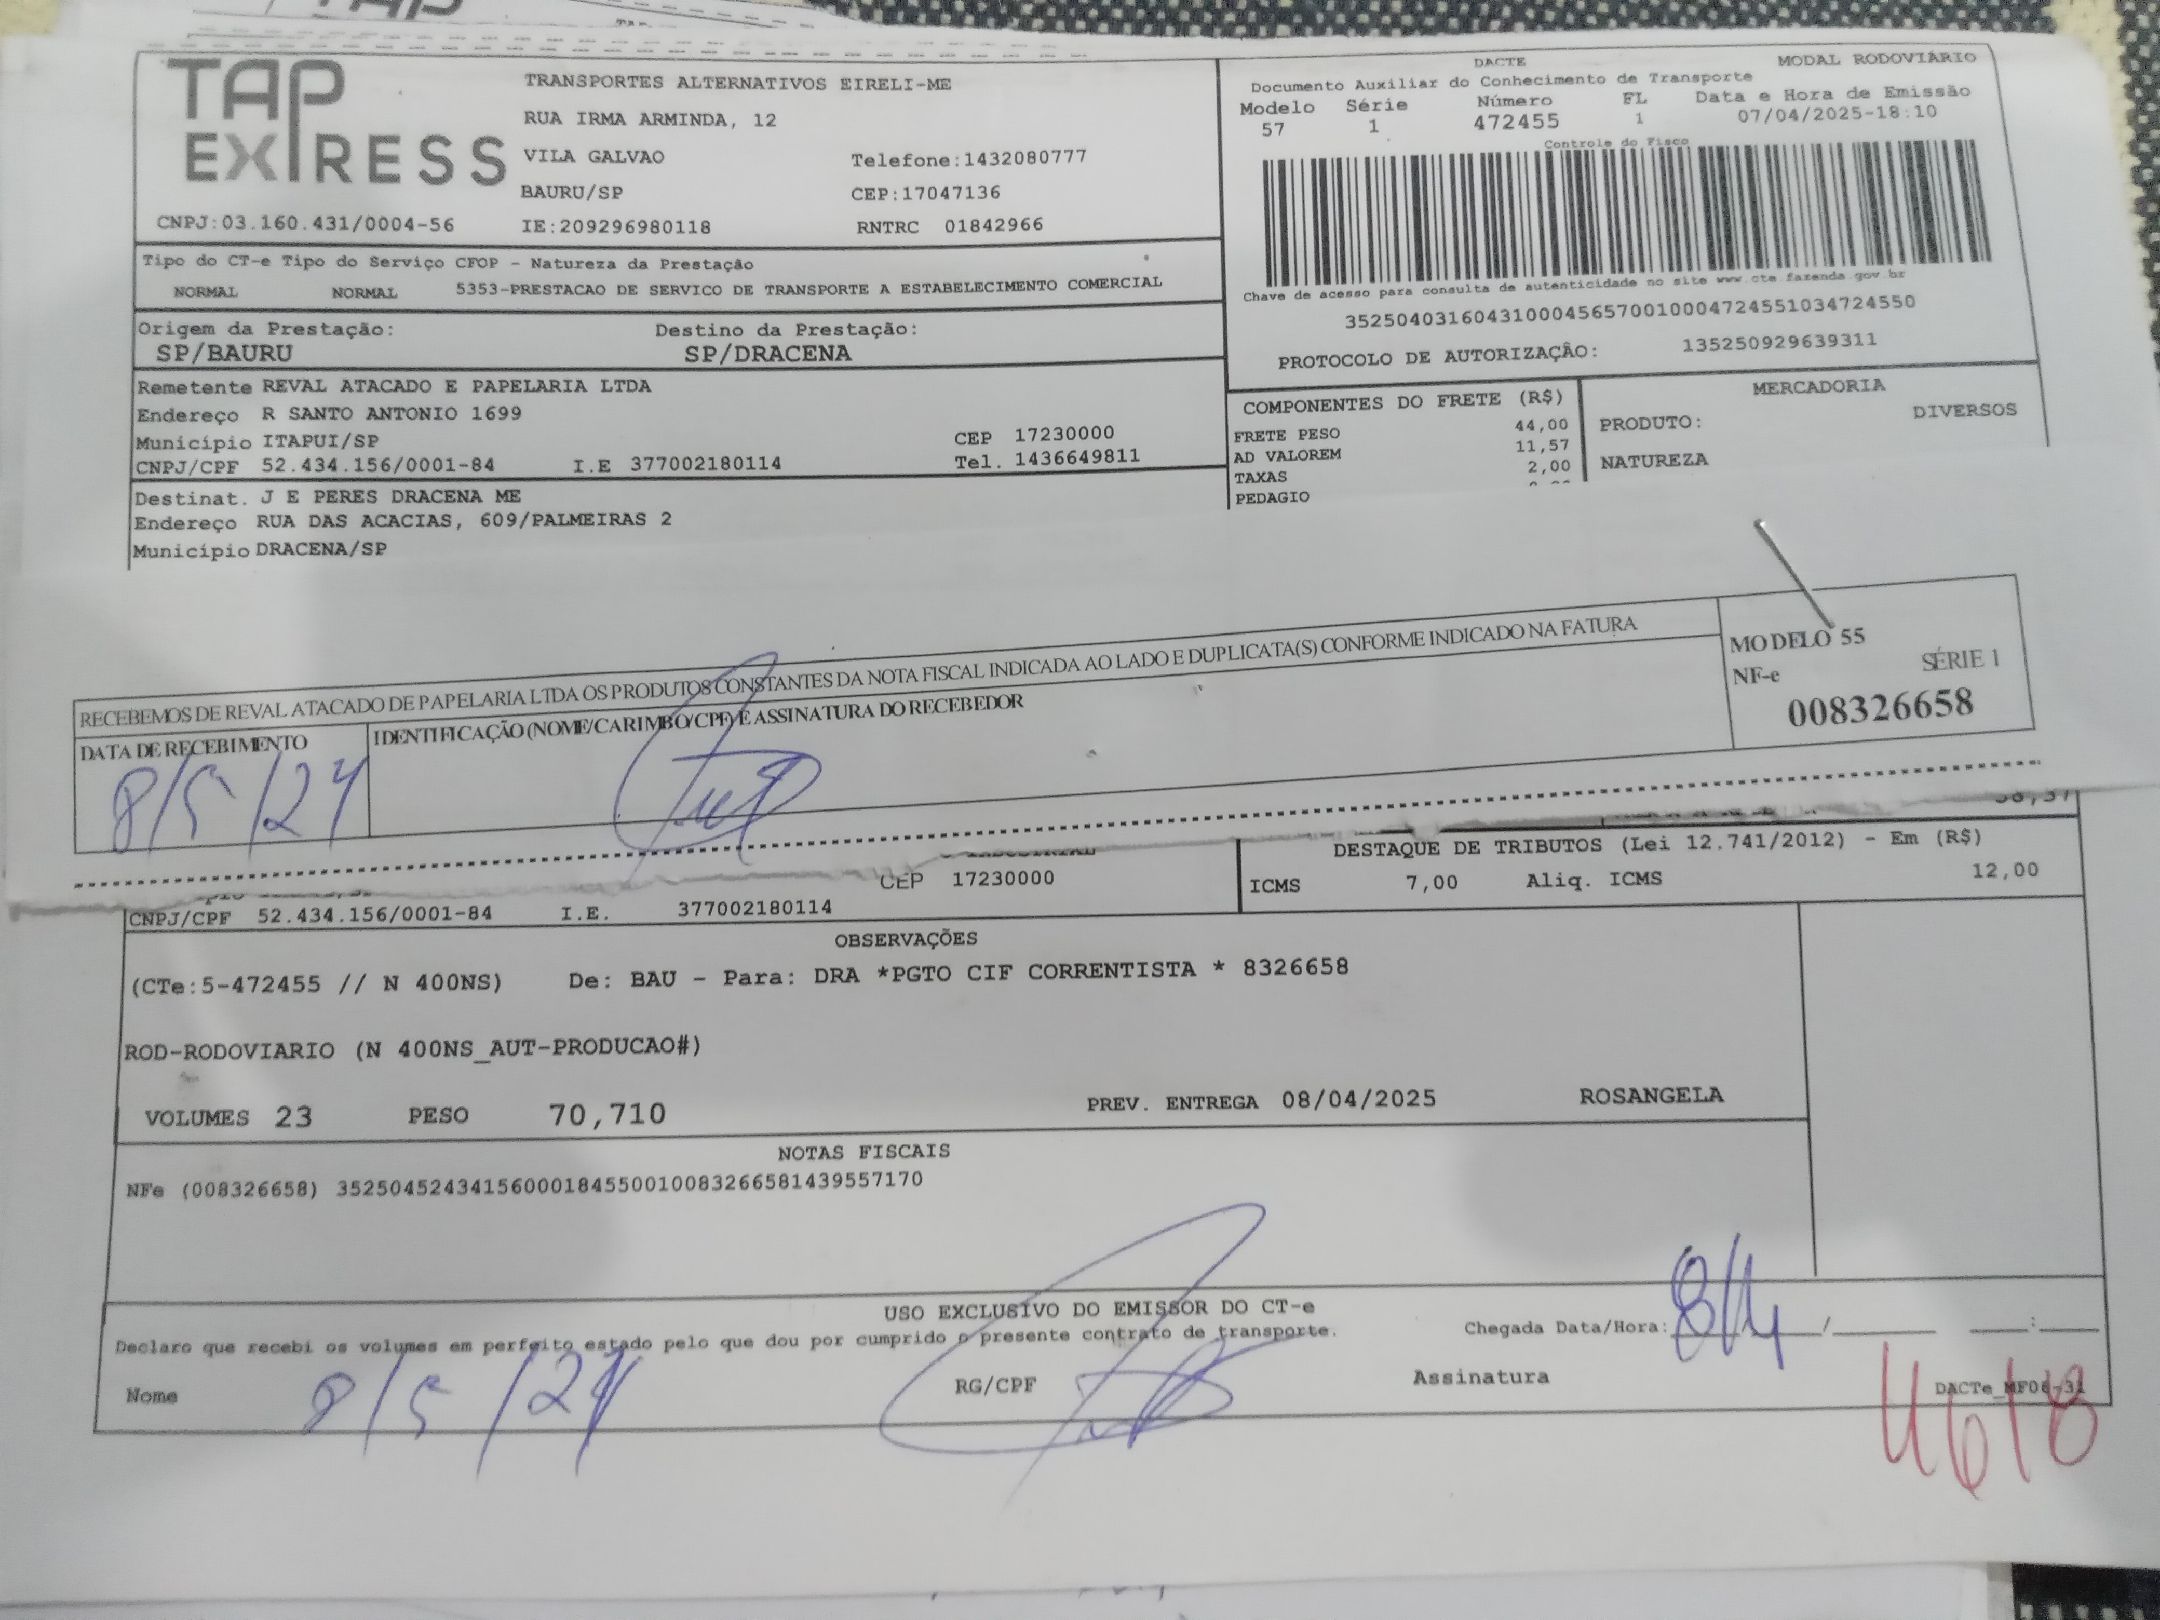 TAP EXPRESS
TRANSPORTES ALTERNATIVOS EIRELI-ME
RUA IRMA ARMINDA, 12
VILA GALVAO Telefone:1432080777
BAURU/SP CEP:17047136
CNPJ:03.160.431/0004-56 IE:209296980118 RNTRC 01842966
DACTE MODAL RODOVIÁRIO
Documento Auxiliar do Conhecimento de Transporte
Modelo Série Número FL Data e Hora de Emissão
57 1 472455 1 07/04/2025-18:10
Controle do Fisco
Chave de acesso para consulta de autenticidade no site www.cte.fazenda.gov.br
35250403160431000456570010004724551034724550
PROTOCOLO DE AUTORIZAÇÃO: 135250929639311
Tipo do CT-e Tipo do Serviço CFOP - Natureza da Prestação
NORMAL NORMAL 5353-PRESTACAO DE SERVICO DE TRANSPORTE A ESTABELECIMENTO COMERCIAL
Origem da Prestação: Destino da Prestação:
SP/BAURU SP/DRACENA
Remetente REVAL ATACADO E PAPELARIA LTDA
Endereço R SANTO ANTONIO 1699
Município ITAPUI/SP CEP 17230000
CNPJ/CPF 52.434.156/0001-84 I.E 377002180114 Tel. 1436649811
COMPONENTES DO FRETE (R$)
FRETE PESO 44,00
AD VALOREM 11,57
TAXAS 2,00
PEDAGIO
MERCADORIA
PRODUTO: DIVERSOS
NATUREZA
Destinat. J E PERES DRACENA ME
Endereço RUA DAS ACACIAS, 609/PALMEIRAS 2
Município DRACENA/SP
RECEBEMOS DE REVAL ATACADO DE PAPELARIA LTDA OS PRODUTOS CONSTANTES DA NOTA FISCAL INDICADA AO LADO E DUPLICATA(S) CONFORME INDICADO NA FATURA
DATA DE RECEBIMENTO IDENTIFICAÇÃO (NOME/CARIMBO/CPF) E ASSINATURA DO RECEBEDOR
8/5/24
MODELO 55
NF-e SÉRIE 1
008326658
CEP 17230000
CNPJ/CPF 52.434.156/0001-84 I.E. 377002180114
DESTAQUE DE TRIBUTOS (Lei 12.741/2012) - Em (R$)
ICMS 7,00 Aliq. ICMS 12,00
OBSERVAÇÕES
(CTe:5-472455 // N 400NS) De: BAU - Para: DRA *PGTO CIF CORRENTISTA * 8326658
ROD-RODOVIARIO (N 400NS_AUT-PRODUCAO#)
VOLUMES 23 PESO 70,710 PREV. ENTREGA 08/04/2025 ROSANGELA
NOTAS FISCAIS
NFe (008326658) 35250452434156000184550010083266581439557170
USO EXCLUSIVO DO EMISSOR DO CT-e
Declaro que recebi os volumes em perfeito estado pelo que dou por cumprido o presente contrato de transporte.
Chegada Data/Hora: 8/4 /
Nome 8/5/24 RG/CPF Assinatura
DACTe_MF06-31
4618